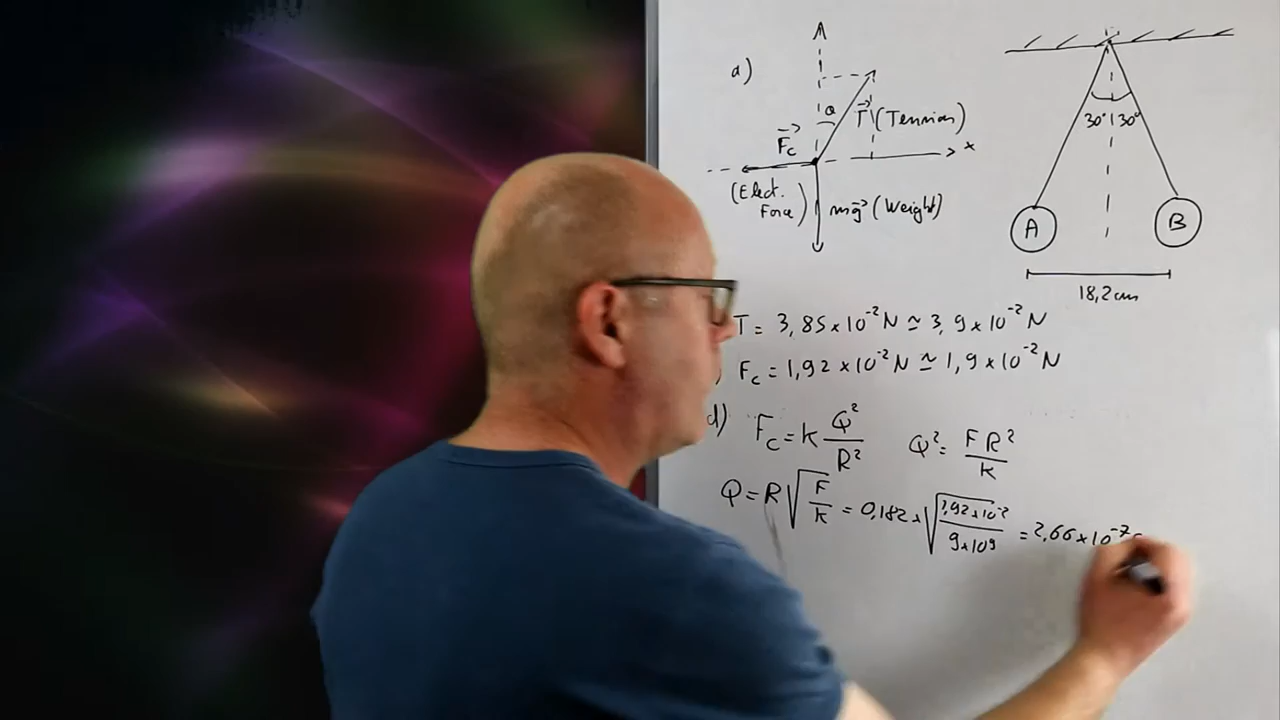 a)
θ
T⃗ (Tension)
F⃗c
x
(Elect. Force)
mg⃗ (Weight)
30° 30°
A B
18,2 cm
T = 3,85 x 10⁻² N ≃ 3,9 x 10⁻² N
Fc = 1,92 x 10⁻² N ≃ 1,9 x 10⁻² N
d) Fc = K Q²/R² Q² = F R²/K
Q = R √(F/K) = 0,182 x √(1,92 x 10⁻² / 9 x 10⁹) = 2,66 x 10⁻⁷